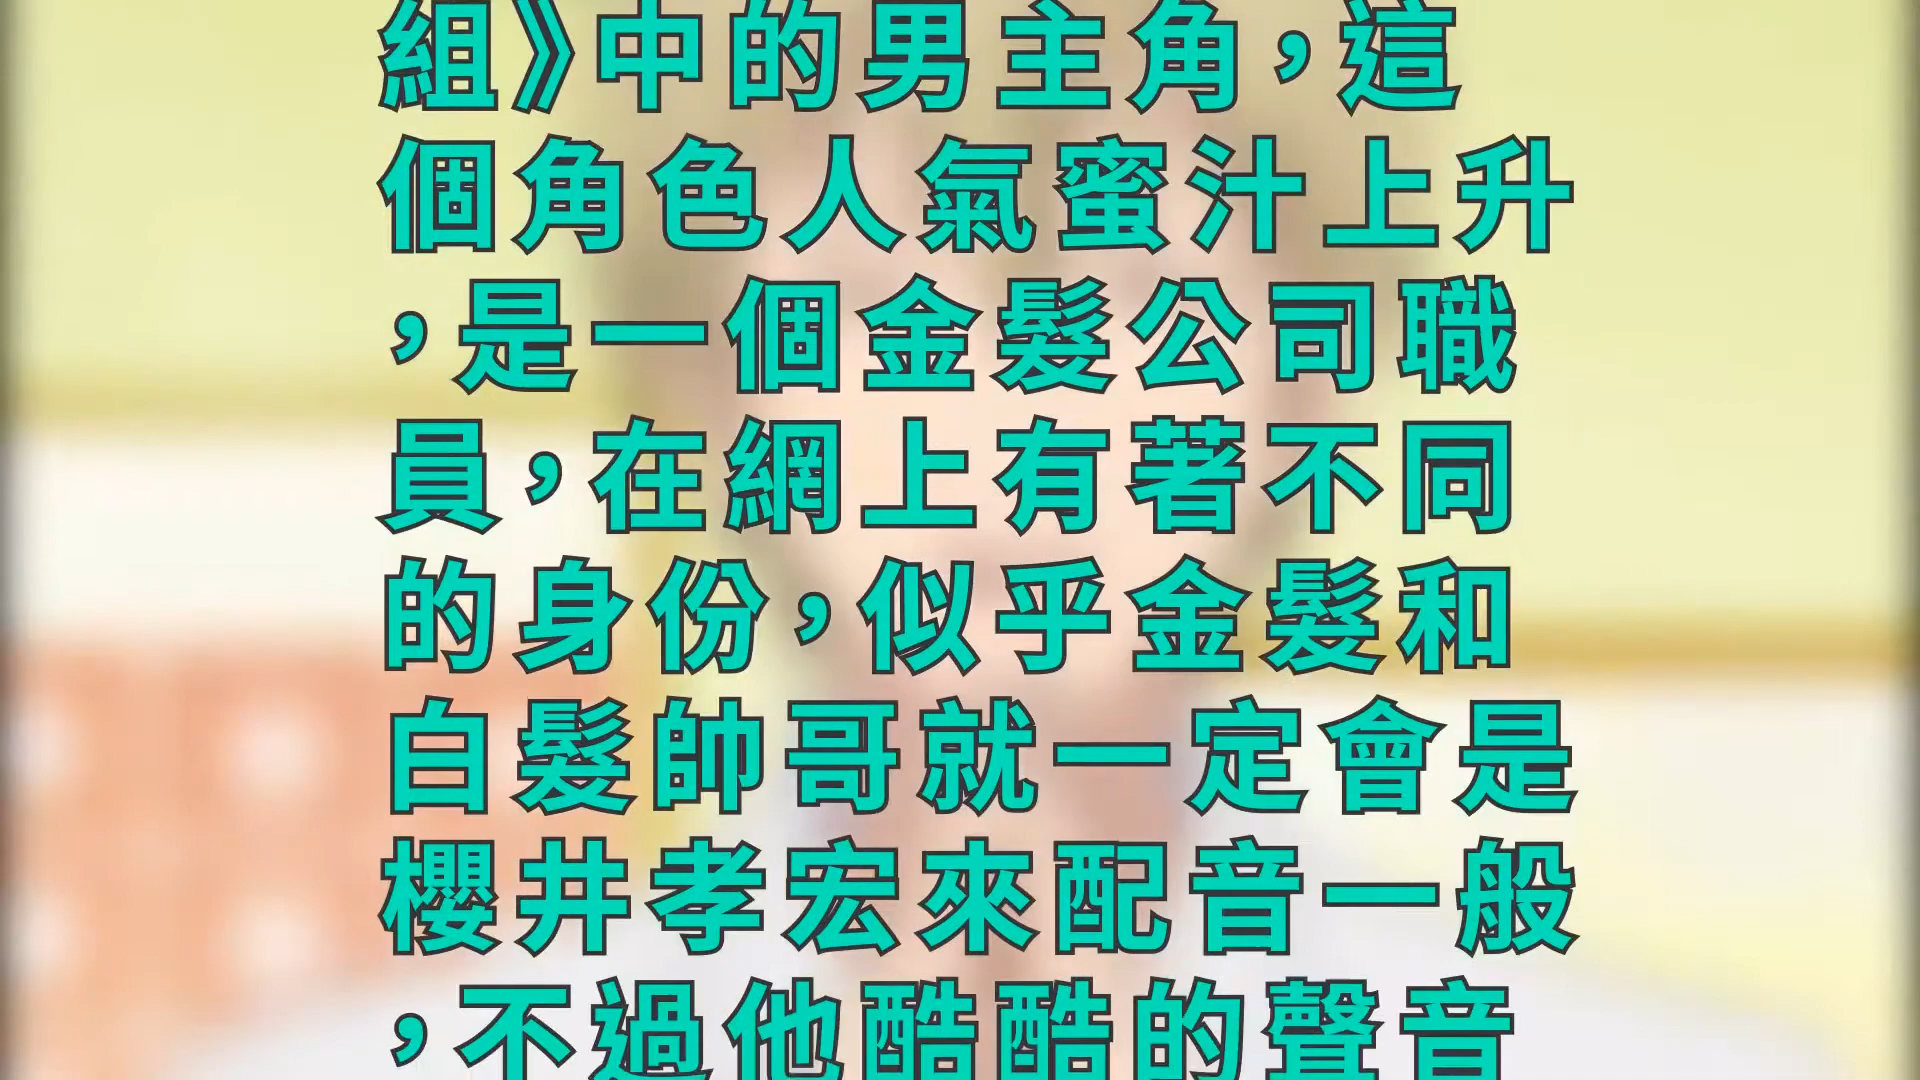 組》中的男主角，這
個角色人氣蜜汁上升
，是一個金髮公司職
員，在網上有著不同
的身份，似乎金髮和
白髮帥哥就一定會是
櫻井孝宏來配音一般
，不過他酷酷的聲音